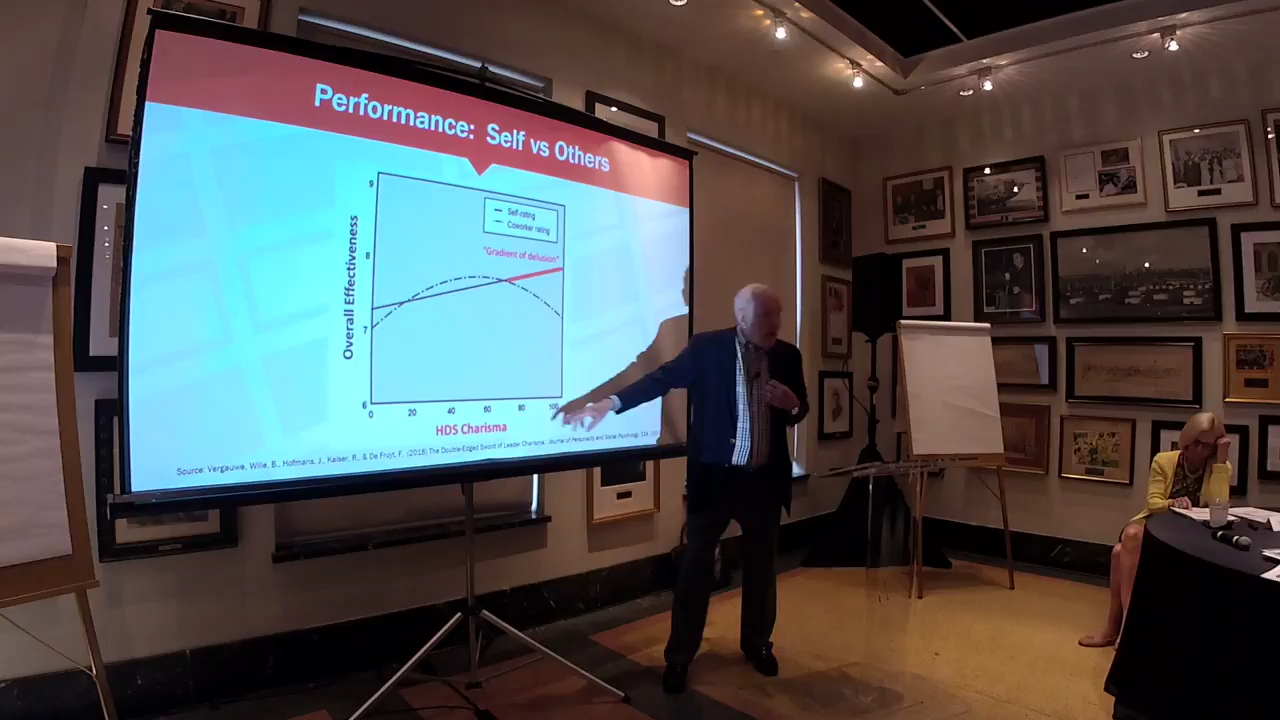 Performance: Self vs Others
9
8
7
6
Overall Effectiveness
Self-rating
Coworker rating
"Gradient of delusion"
0 20 40 60 80 100
HDS Charisma
Source: Vergauwe, Wille, B., Hofmans, J., Kaiser, R., & De Fruyt, F. (2018) The Double-Edged Sword of Leader Charisma. Journal of Personality and Social Psychology